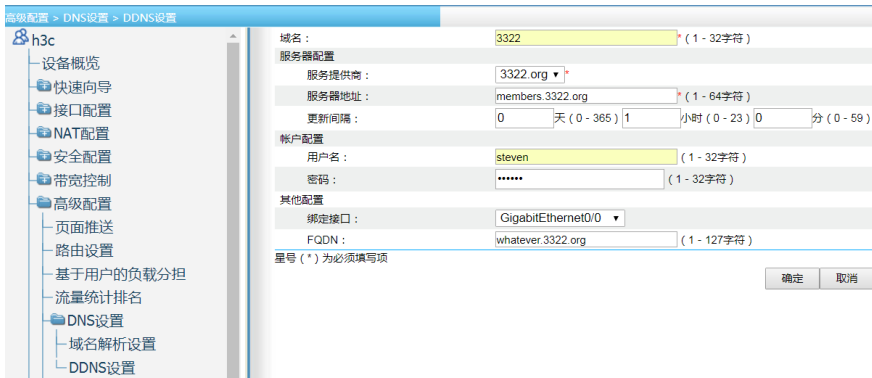 高级配置 > DNS设置 > DDNS设置
h3c
设备概览
快速向导
接口配置
NAT配置
安全配置
带宽控制
高级配置
页面推送
路由设置
基于用户的负载分担
流量统计排名
DNS设置
域名解析设置
DDNS设置
域名： 3322 *（1 - 32字符）
服务器配置
服务提供商： 3322.org *
服务器地址： members.3322.org *（1 - 64字符）
更新间隔： 0 天（0 - 365）1 小时（0 - 23）0 分（0 - 59）
帐户配置
用户名： steven （1 - 32字符）
密码： •••••• （1 - 32字符）
其他配置
绑定接口： GigabitEthernet0/0
FQDN： whatever.3322.org （1 - 127字符）
星号（*）为必须填写项
确定 取消